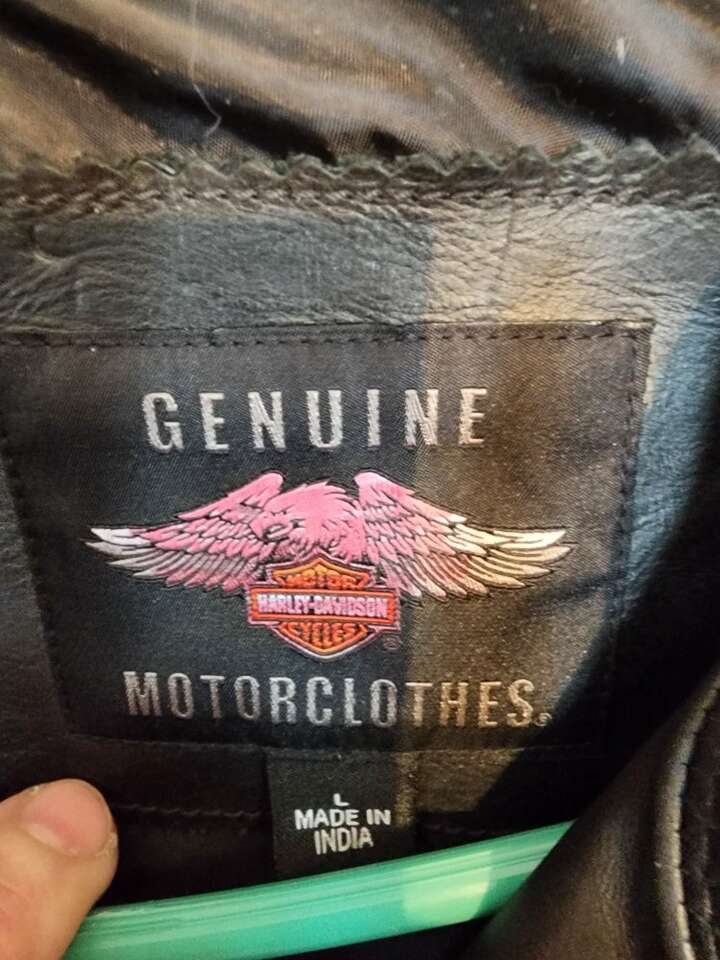 GENUINE
MOTOR
HARLEY-DAVIDSON
CYCLES
®
MOTORCLOTHES®
L
MADE IN
INDIA